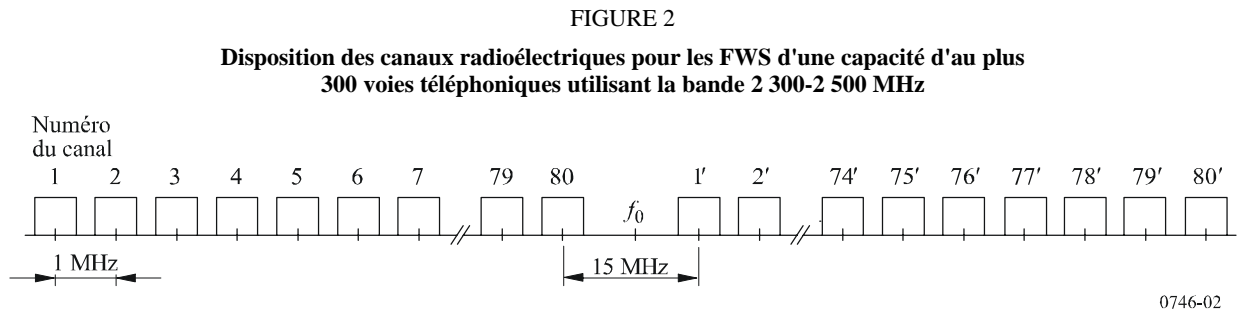 FIGURE 2
Disposition des canaux radioélectriques pour les FWS d'une capacité d'au plus
300 voies téléphoniques utilisant la bande 2 300-2 500 MHz
Numéro
du canal
1 2 3 4 5 6 7 79 80 1′ 2′ 74′ 75′ 76′ 77′ 78′ 79′ 80′
f0
1 MHz 15 MHz
0746-02